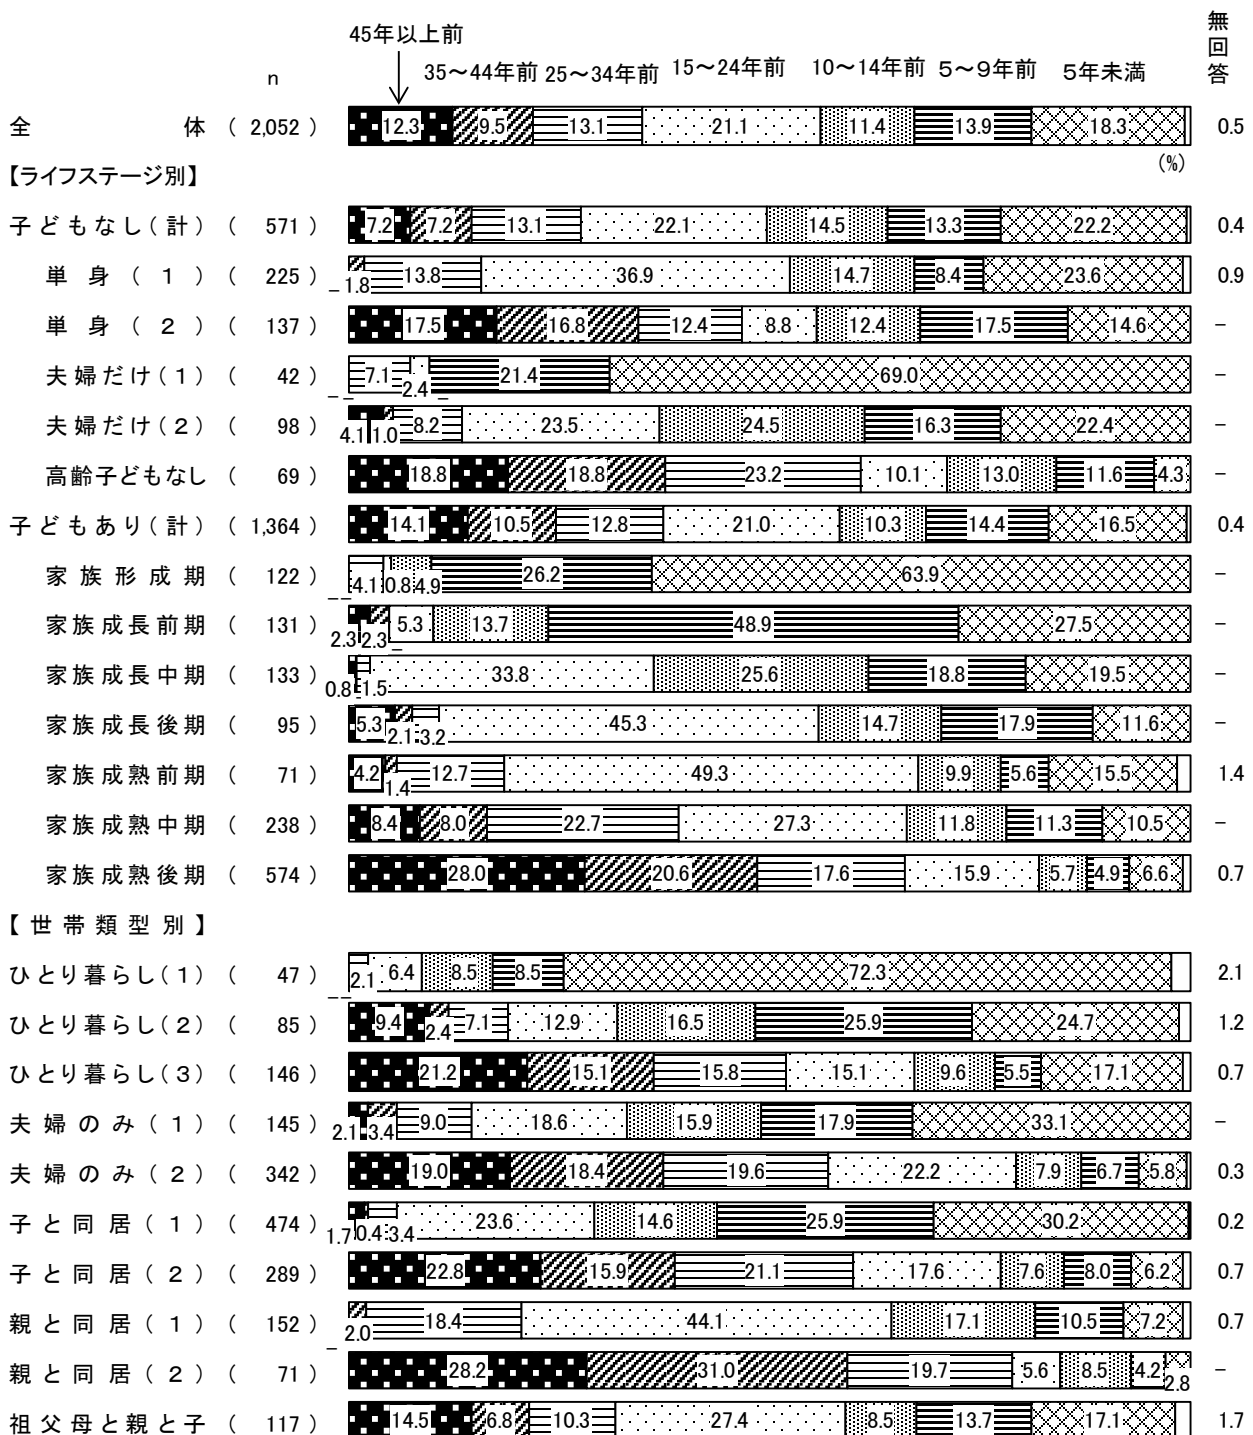 45年以上前
無回答
n 35～44年前 25～34年前 15～24年前 10～14年前 5～9年前 5年未満
全体 ( 2,052 ) 12.3 9.5 13.1 21.1 11.4 13.9 18.3 0.5
(%)
【ライフステージ別】
子どもなし(計) ( 571 ) 7.2 7.2 13.1 22.1 14.5 13.3 22.2 0.4
単身(1) ( 225 ) － 1.8 13.8 36.9 14.7 8.4 23.6 0.9
単身(2) ( 137 ) 17.5 16.8 12.4 8.8 12.4 17.5 14.6 －
夫婦だけ(1) ( 42 ) － － 7.1 2.4 － 21.4 69.0 －
夫婦だけ(2) ( 98 ) 4.1 1.0 8.2 23.5 24.5 16.3 22.4 －
高齢子どもなし ( 69 ) 18.8 18.8 23.2 10.1 13.0 11.6 4.3 －
子どもあり(計) ( 1,364 ) 14.1 10.5 12.8 21.0 10.3 14.4 16.5 0.4
家族形成期 ( 122 ) － － 4.1 0.8 4.9 26.2 63.9 －
家族成長前期 ( 131 ) 2.3 2.3 － 5.3 13.7 48.9 27.5 －
家族成長中期 ( 133 ) 0.8 － 1.5 33.8 25.6 18.8 19.5 －
家族成長後期 ( 95 ) 5.3 2.1 3.2 45.3 14.7 17.9 11.6 －
家族成熟前期 ( 71 ) 4.2 1.4 12.7 49.3 9.9 5.6 15.5 1.4
家族成熟中期 ( 238 ) 8.4 8.0 22.7 27.3 11.8 11.3 10.5 －
家族成熟後期 ( 574 ) 28.0 20.6 17.6 15.9 5.7 4.9 6.6 0.7
【世帯類型別】
ひとり暮らし(1) ( 47 ) － － 2.1 6.4 8.5 8.5 72.3 2.1
ひとり暮らし(2) ( 85 ) 9.4 2.4 7.1 12.9 16.5 25.9 24.7 1.2
ひとり暮らし(3) ( 146 ) 21.2 15.1 15.8 15.1 9.6 5.5 17.1 0.7
夫婦のみ(1) ( 145 ) 2.1 3.4 9.0 18.6 15.9 17.9 33.1 －
夫婦のみ(2) ( 342 ) 19.0 18.4 19.6 22.2 7.9 6.7 5.8 0.3
子と同居(1) ( 474 ) 1.7 0.4 3.4 23.6 14.6 25.9 30.2 0.2
子と同居(2) ( 289 ) 22.8 15.9 21.1 17.6 7.6 8.0 6.2 0.7
親と同居(1) ( 152 ) － 2.0 18.4 44.1 17.1 10.5 7.2 0.7
親と同居(2) ( 71 ) 28.2 31.0 19.7 5.6 8.5 4.2 2.8 －
祖父母と親と子 ( 117 ) 14.5 6.8 10.3 27.4 8.5 13.7 17.1 1.7